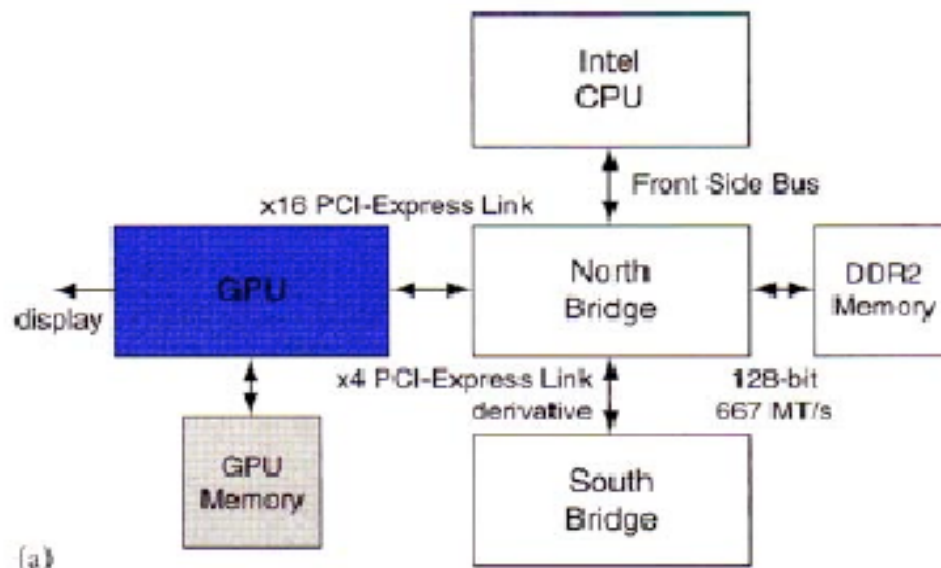 Intel
CPU
Front Side Bus
x16 PCI-Express Link
GPU
North
Bridge
DDR2
Memory
display
x4 PCI-Express Link
derivative
128-bit
667 MT/s
GPU
Memory
South
Bridge
(a)